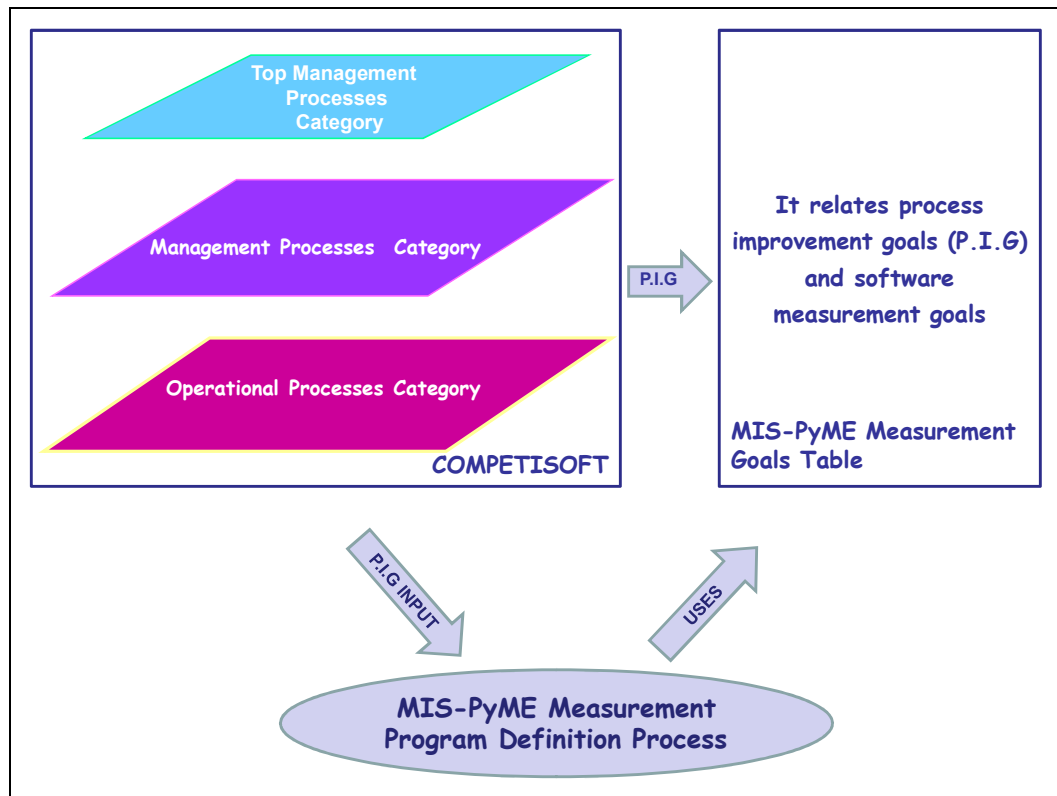 Top Management
Processes
Category
Management Processes Category
Operational Processes Category
COMPETISOFT
P.I.G
It relates process
improvement goals (P.I.G)
and software
measurement goals
MIS-PyME Measurement
Goals Table
P.I.G INPUT
USES
MIS-PyME Measurement
Program Definition Process